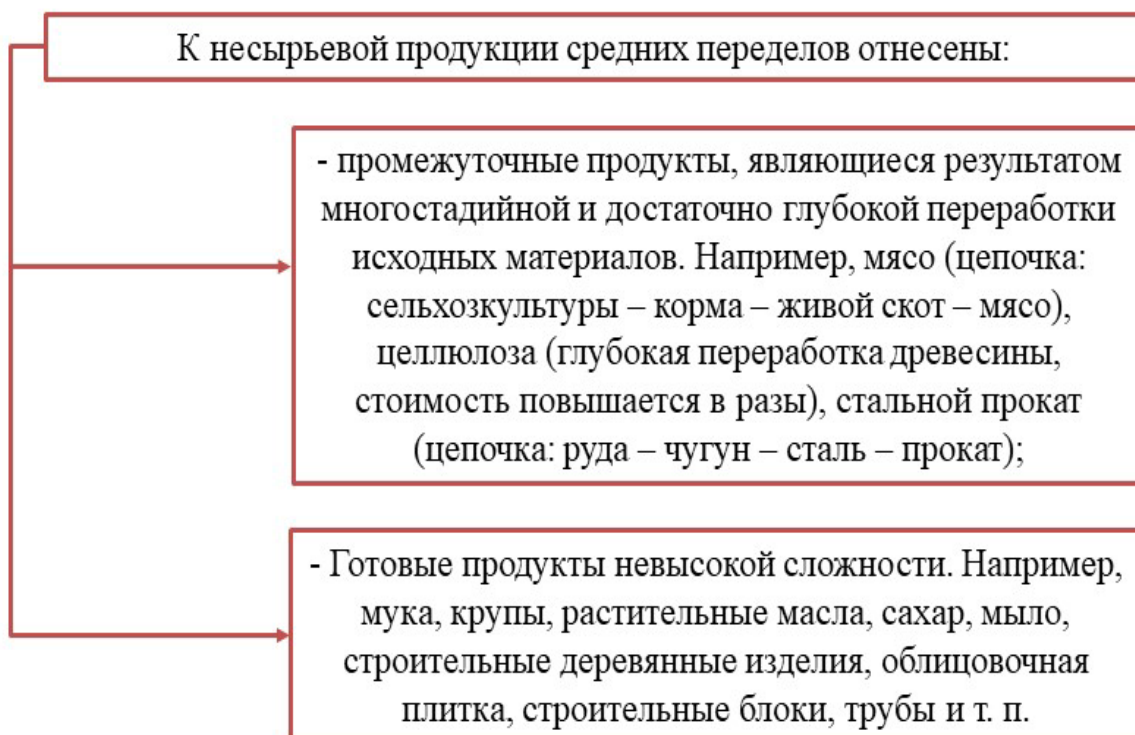 К несырьевой продукции средних переделов отнесены:
- промежуточные продукты, являющиеся результатом
многостадийной и достаточно глубокой переработки
исходных материалов. Например, мясо (цепочка:
сельхозкультуры – корма – живой скот – мясо),
целлюлоза (глубокая переработка древесины,
стоимость повышается в разы), стальной прокат
(цепочка: руда – чугун – сталь – прокат);
- Готовые продукты невысокой сложности. Например,
мука, крупы, растительные масла, сахар, мыло,
строительные деревянные изделия, облицовочная
плитка, строительные блоки, трубы и т. п.